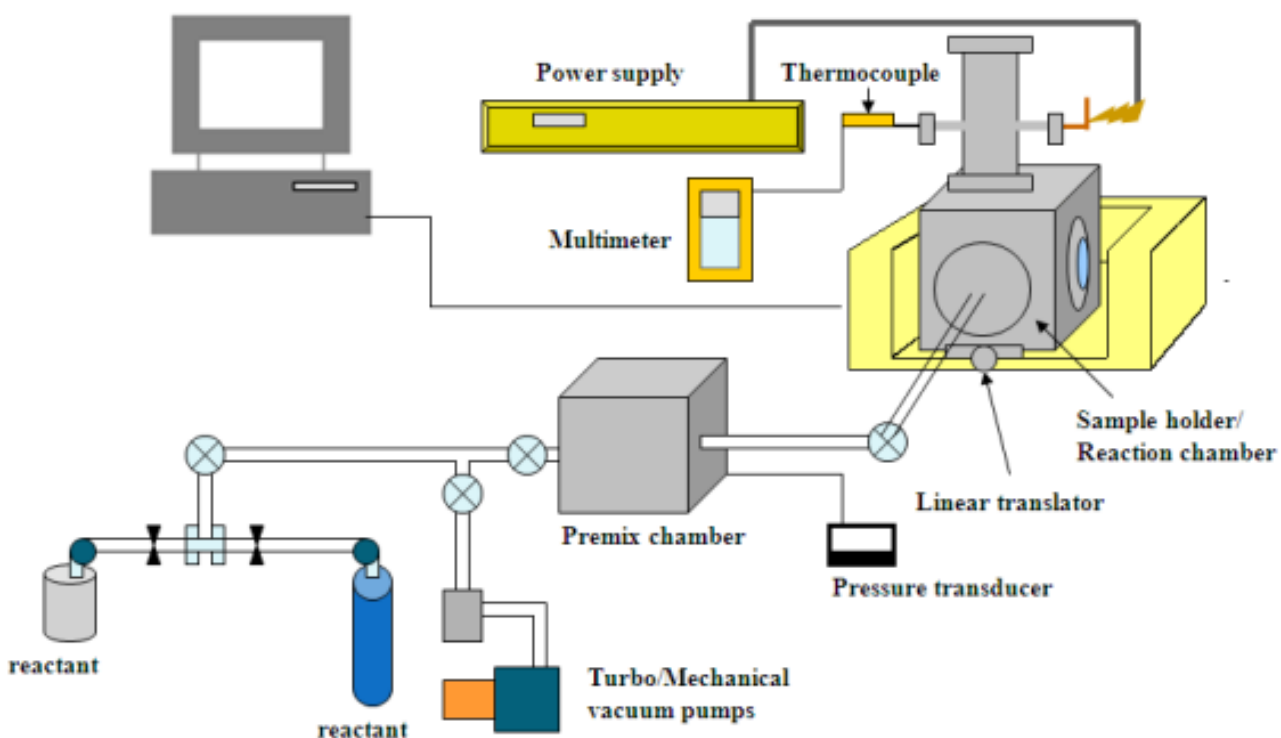 Power supply
Thermocouple
Multimeter
Sample holder/
Reaction chamber
Linear translator
Premix chamber
Pressure transducer
reactant
Turbo/Mechanical
vacuum pumps
reactant